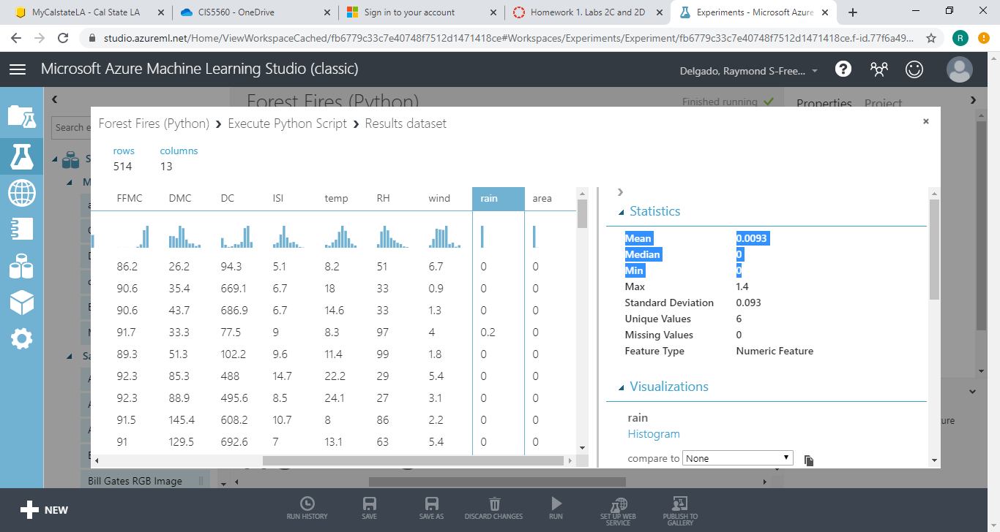 MyCalstateLA - Cal State LA
CIS5560 - OneDrive
Sign in to your account
Homework 1. Labs 2C and 2D
Experiments - Microsoft Azure
studio.azureml.net/Home/ViewWorkspaceCached/fb6779c33c7e40748f7512d1471418ce#Workspaces/Experiments/Experiment/fb6779c33c7e40748f7512d1471418ce.f-id.77f6a49...
R
Microsoft Azure Machine Learning Studio (classic)
Delgado, Raymond S-Free...
Forest Fires (Python)
Finished running
Properties Project
Search e
S
M
Sa
Bill Gates RGB Image
ure
Forest Fires (Python) > Execute Python Script > Results dataset
rows columns
514 13
FFMC DMC DC ISI temp RH wind rain area
86.2 26.2 94.3 5.1 8.2 51 6.7 0 0
90.6 35.4 669.1 6.7 18 33 0.9 0 0
90.6 43.7 686.9 6.7 14.6 33 1.3 0 0
91.7 33.3 77.5 9 8.3 97 4 0.2 0
89.3 51.3 102.2 9.6 11.4 99 1.8 0 0
92.3 85.3 488 14.7 22.2 29 5.4 0 0
92.3 88.9 495.6 8.5 24.1 27 3.1 0 0
91.5 145.4 608.2 10.7 8 86 2.2 0 0
91 129.5 692.6 7 13.1 63 5.4 0 0
Statistics
Mean 0.0093
Median 0
Min 0
Max 1.4
Standard Deviation 0.093
Unique Values 6
Missing Values 0
Feature Type Numeric Feature
Visualizations
rain
Histogram
compare to None
NEW
RUN HISTORY
SAVE
SAVE AS
DISCARD CHANGES
RUN
SET UP WEB SERVICE
PUBLISH TO GALLERY